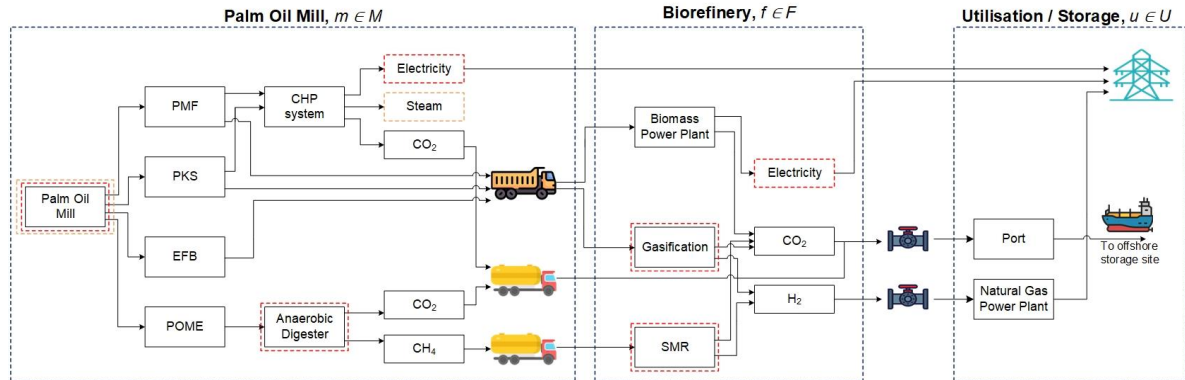 Palm Oil Mill, m ∈ M
Biorefinery, f ∈ F
Utilisation / Storage, u ∈ U
Electricity
PMF
CHP
system
Steam
CO₂
PKS
Palm Oil
Mill
EFB
POME
Anaerobic
Digester
CO₂
CH₄
Biomass
Power Plant
Electricity
Gasification
CO₂
H₂
SMR
Port
To offshore
storage site
Natural Gas
Power Plant